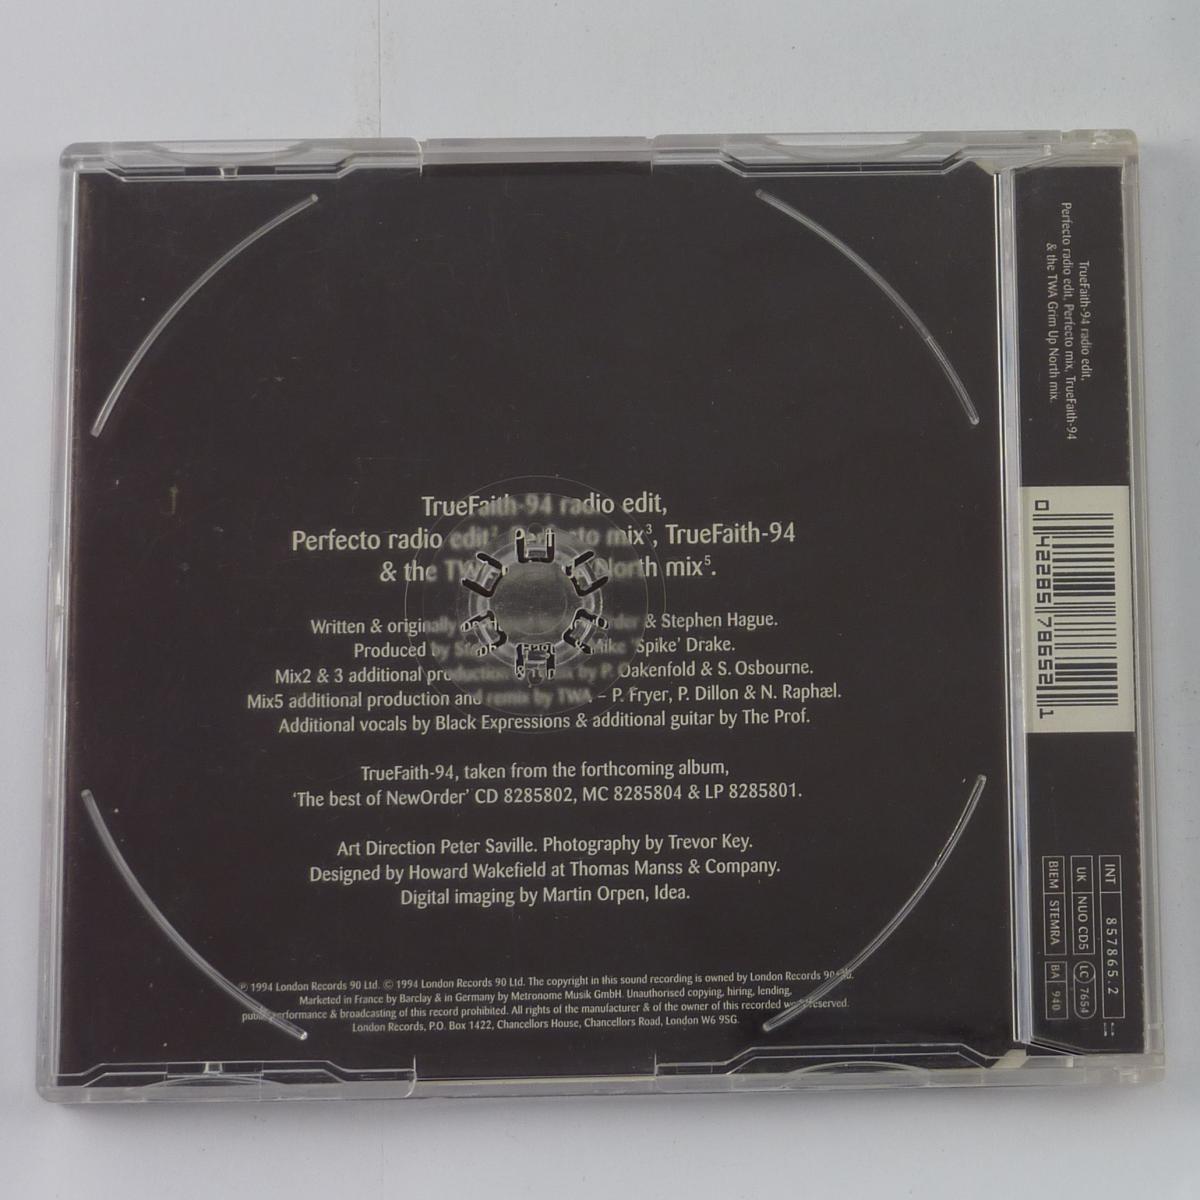 TrueFaith-94 radio edit,
Perfecto radio edit, Perfecto mix³, TrueFaith-94
& the TWA North mix⁵.
Written & originally & Stephen Hague.
Produced by Stephen Hague & Mike 'Spike' Drake.
Mix2 & 3 additional production & remix by P. Oakenfold & S. Osbourne.
Mix5 additional production and remix by TWA – P. Fryer, P. Dillon & N. Raphæl.
Additional vocals by Black Expressions & additional guitar by The Prof.
TrueFaith-94, taken from the forthcoming album,
'The best of NewOrder' CD 8285802, MC 8285804 & LP 8285801.
Art Direction Peter Saville. Photography by Trevor Key.
Designed by Howard Wakefield at Thomas Manss & Company.
Digital imaging by Martin Orpen, Idea.
℗ 1994 London Records 90 Ltd. © 1994 London Records 90 Ltd. The copyright in this sound recording is owned by London Records 90 Ltd.
Marketed in France by Barclay & in Germany by Metronome Musik GmbH. Unauthorised copying, hiring, lending,
public performance & broadcasting of this record prohibited. All rights of the manufacturer & of the owner of this recorded work reserved.
London Records, P.O. Box 1422, Chancellors House, Chancellors Road, London W6 9SG.
TrueFaith-94 radio edit,
Perfecto radio edit, Perfecto mix, TrueFaith-94
& the TWA Grim Up North mix.
0 42285 78652 1
INT 857865.2
UK NUO CD5 LC 7654
BIEM STEMRA BA 940